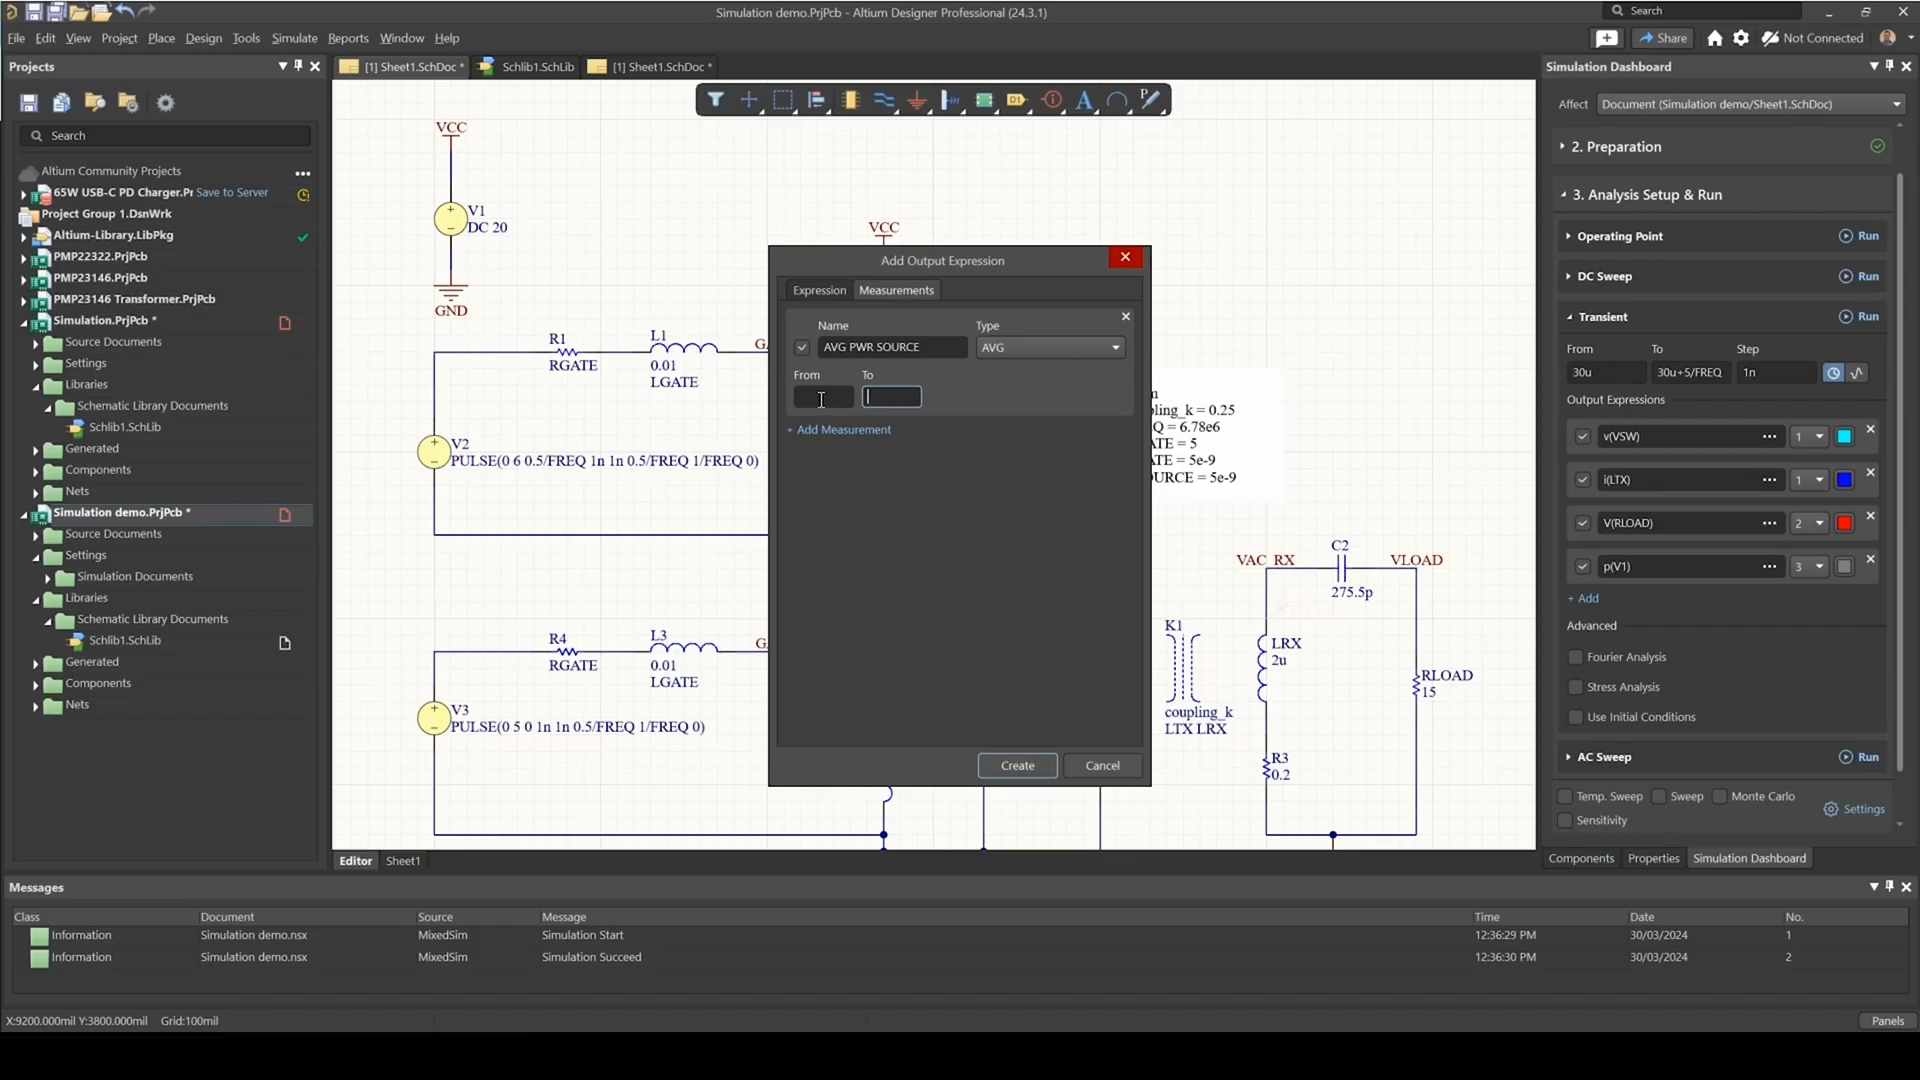 Simulation demo.PrjPcb - Altium Designer Professional (24.3.1)
Search
File Edit View Project Place Design Tools Simulate Reports Window Help
Share
Not Connected
Projects
[1] Sheet1.SchDoc *
Schlib1.SchLib
[1] Sheet1.SchDoc *
Search
Altium Community Projects
65W USB-C PD Charger.Pr Save to Server
Project Group 1.DsnWrk
Altium-Library.LibPkg
PMP22322.PrjPcb
PMP23146.PrjPcb
PMP23146 Transformer.PrjPcb
Simulation.PrjPcb *
Source Documents
Settings
Libraries
Schematic Library Documents
Schlib1.SchLib
Generated
Components
Nets
Simulation demo.PrjPcb *
Source Documents
Settings
Simulation Documents
Libraries
Schematic Library Documents
Schlib1.SchLib
Generated
Components
Nets
VCC
V1
DC 20
GND
VCC
R1
RGATE
L1
0.01
LGATE
G
V2
PULSE(0 6 0.5/FREQ 1n 1n 0.5/FREQ 1/FREQ 0)
R4
RGATE
L3
0.01
LGATE
G
V3
PULSE(0 5 0 1n 1n 0.5/FREQ 1/FREQ 0)
Add Output Expression
Expression Measurements
Name Type
AVG PWR SOURCE AVG
From To
+ Add Measurement
Create Cancel
n
ling_k = 0.25
Q = 6.78e6
ATE = 5
ATE = 5e-9
URCE = 5e-9
VAC_RX
C2
275.5p
VLOAD
K1
coupling_k
LTX LRX
LRX
2u
RLOAD
15
R3
0.2
Editor Sheet1
Simulation Dashboard
Affect Document (Simulation demo/Sheet1.SchDoc)
2. Preparation
3. Analysis Setup & Run
Operating Point Run
DC Sweep Run
Transient Run
From To Step
30u 30u+5/FREQ 1n
Output Expressions
v(VSW) ... 1
i(LTX) ... 1
V(RLOAD) ... 2
p(V1) ... 3
+ Add
Advanced
Fourier Analysis
Stress Analysis
Use Initial Conditions
AC Sweep Run
Temp. Sweep Sweep Monte Carlo
Sensitivity
Settings
Components Properties Simulation Dashboard
Messages
Class Document Source Message Time Date No.
Information Simulation demo.nsx MixedSim Simulation Start 12:36:29 PM 30/03/2024 1
Information Simulation demo.nsx MixedSim Simulation Succeed 12:36:30 PM 30/03/2024 2
X:9200.000mil Y:3800.000mil Grid:100mil
Panels